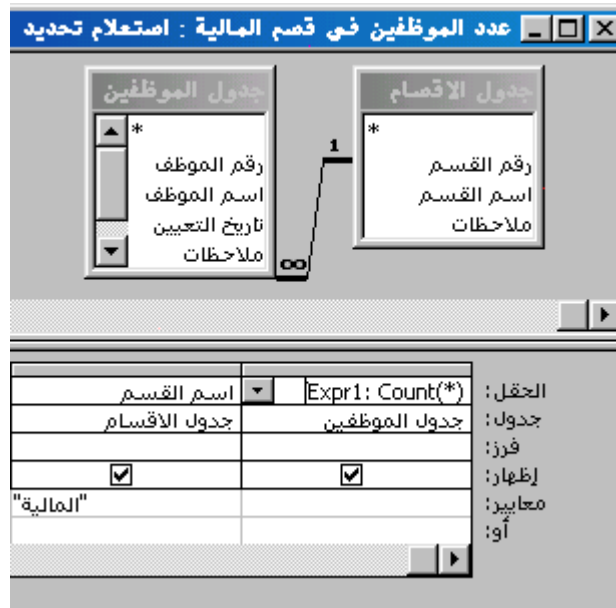 عدد الموظفين في قسم المالية : استعلام تحديد
جدول الاقسام
*
رقم القسم
اسم القسم
ملاحظات
1
∞
جدول الموظفين
*
رقم الموظف
اسم الموظف
تاريخ التعيين
ملاحظات
الحقل: Expr1: Count(*) اسم القسم
جدول: جدول الموظفين جدول الاقسام
فرز:
إظهار:
معايير: "المالية"
أو: